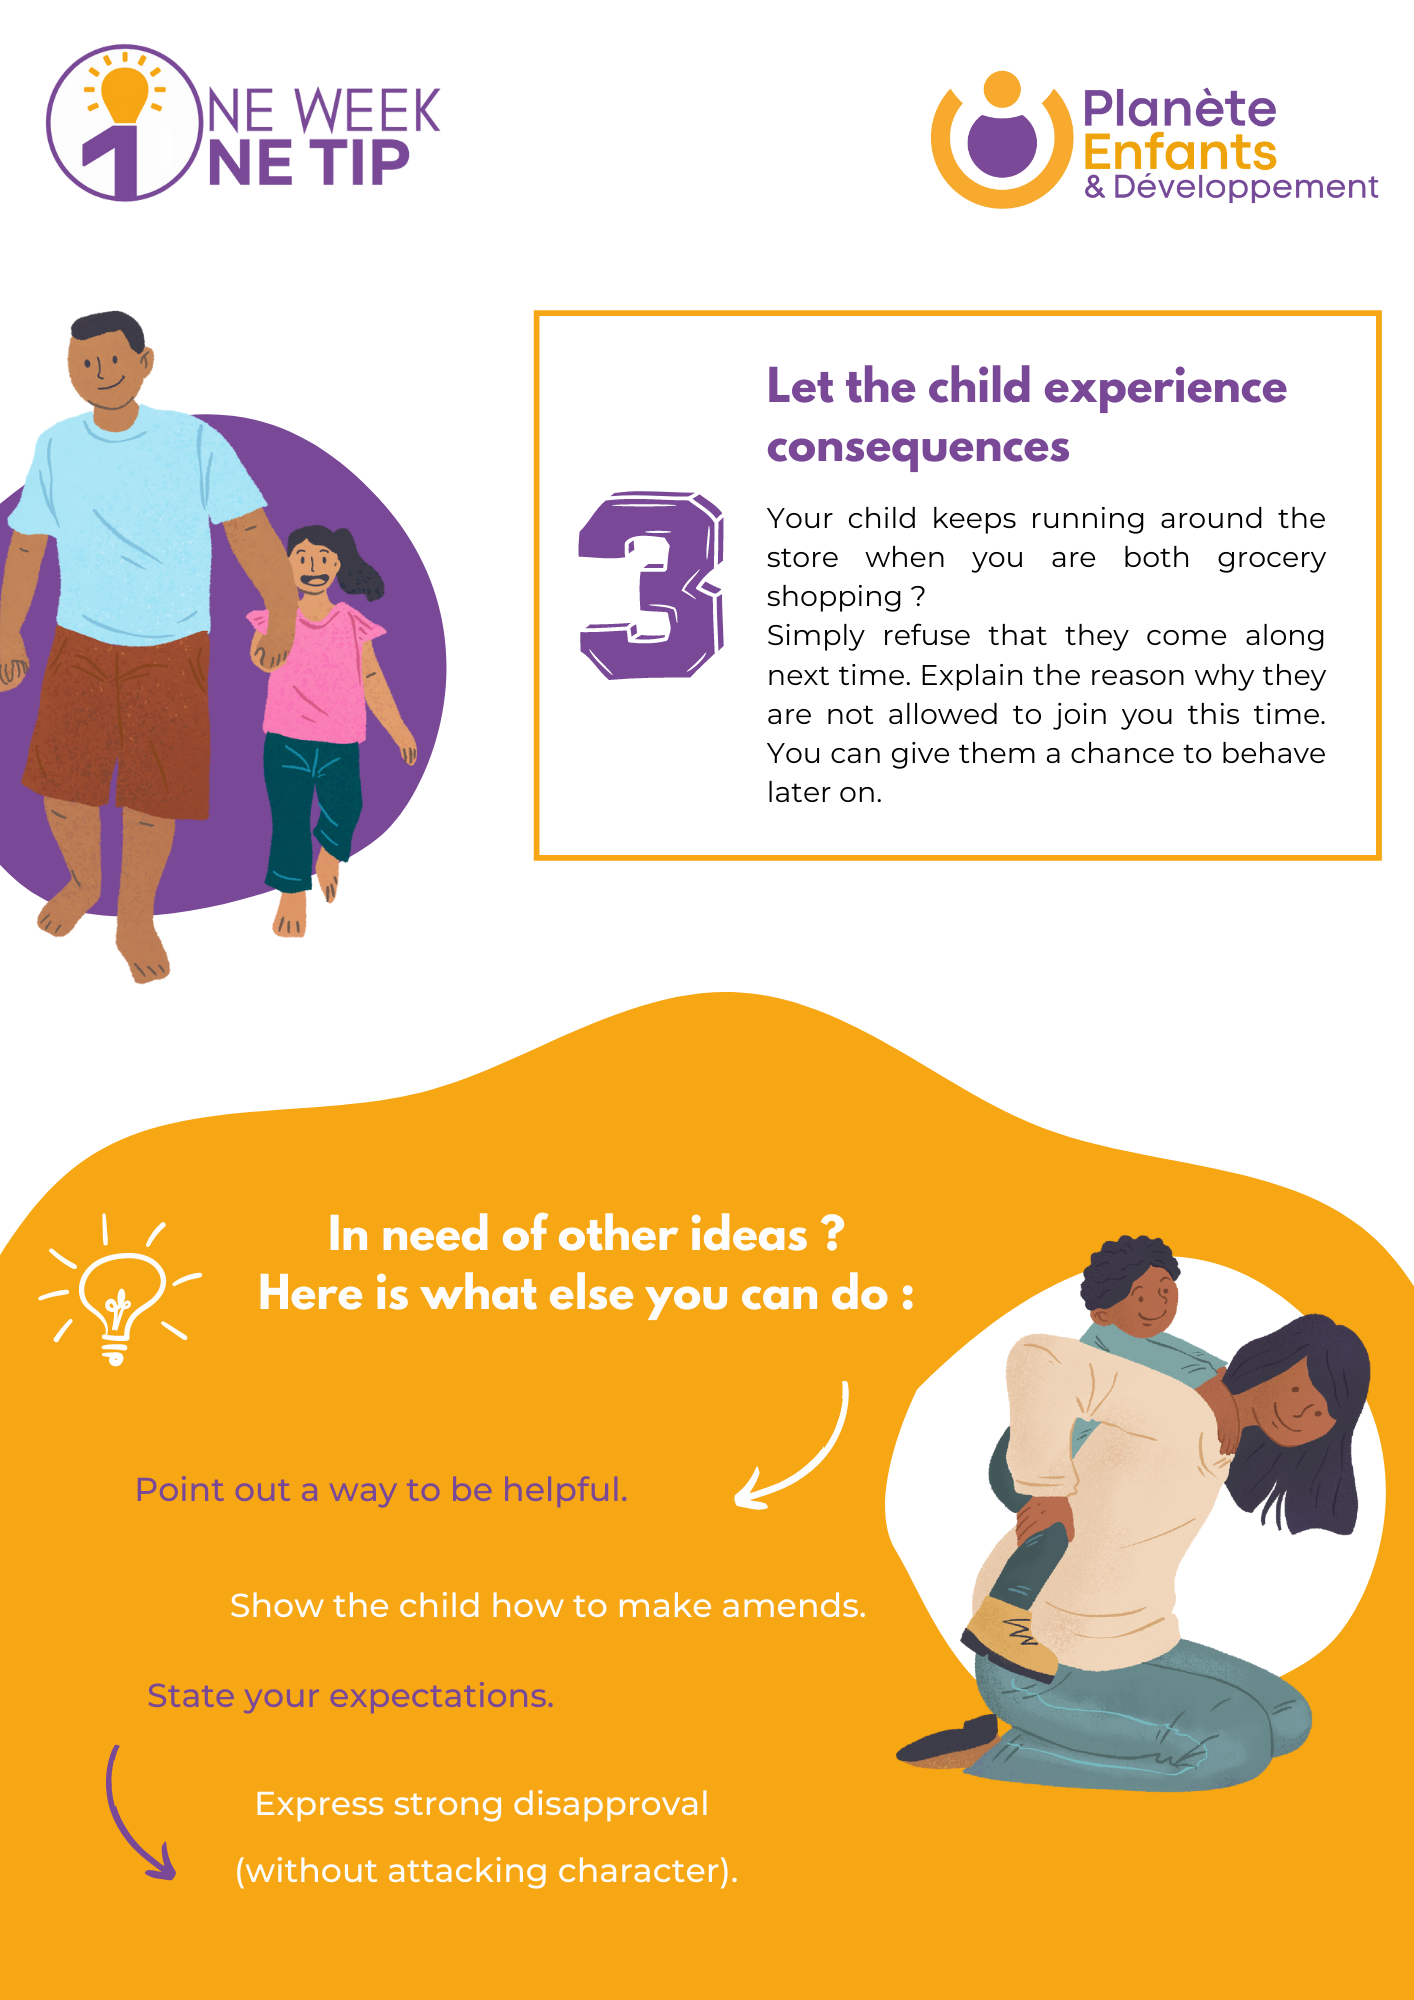 1
NE WEEK
NE TIP
Planète
Enfants
& Développement
Let the child experience
consequences
3
Your child keeps running around the
store when you are both grocery
shopping ?
Simply refuse that they come along
next time. Explain the reason why they
are not allowed to join you this time.
You can give them a chance to behave
later on.
In need of other ideas ?
Here is what else you can do :
Point out a way to be helpful.
Show the child how to make amends.
State your expectations.
Express strong disapproval
(without attacking character).